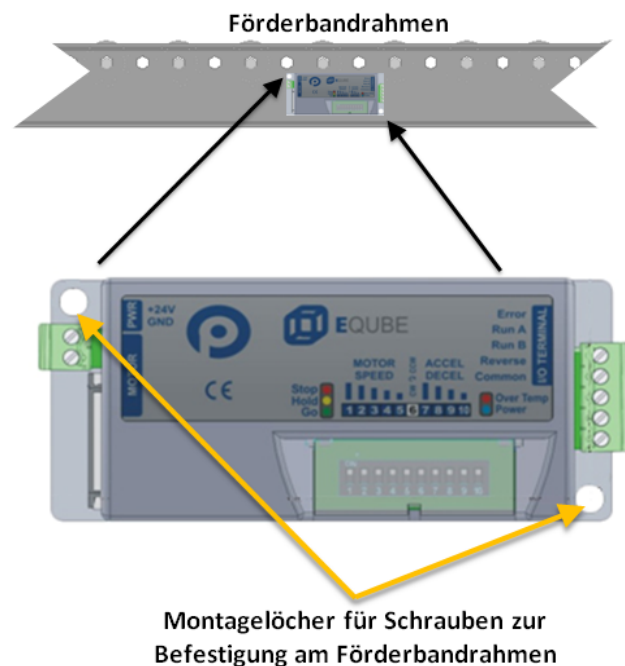 Förderbandrahmen
PWR
+24V
GND
MOTOR
EQUBE
CE
Error
Run A
Run B
Reverse
Common
I/O TERMINAL
MOTOR SPEED
ACCEL DECEL
Stop
Hold
Go
1 2 3 4 5 6 7 8 9 10
Over Temp
Power
Montagelöcher für Schrauben zur
Befestigung am Förderbandrahmen